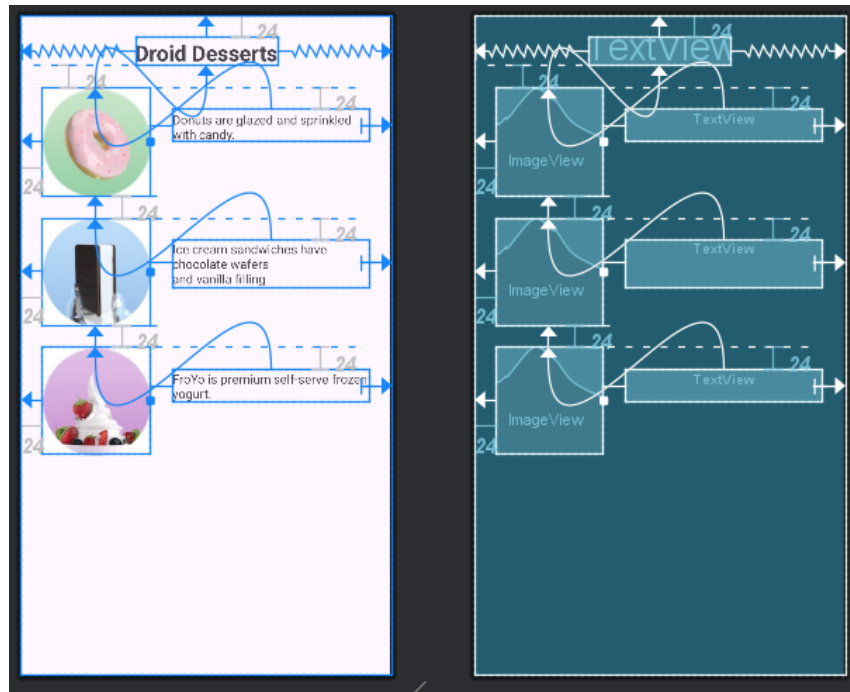 24
Droid Desserts
24
24
Donuts are glazed and sprinkled
with candy.
24
24
24
Ice cream sandwiches have
chocolate wafers
and vanilla filling
24
24
24
FroYo is premium self-serve frozen
yogurt.
24
24
TextView
24
24
TextView
ImageView
24
24
24
TextView
ImageView
24
24
24
TextView
ImageView
24